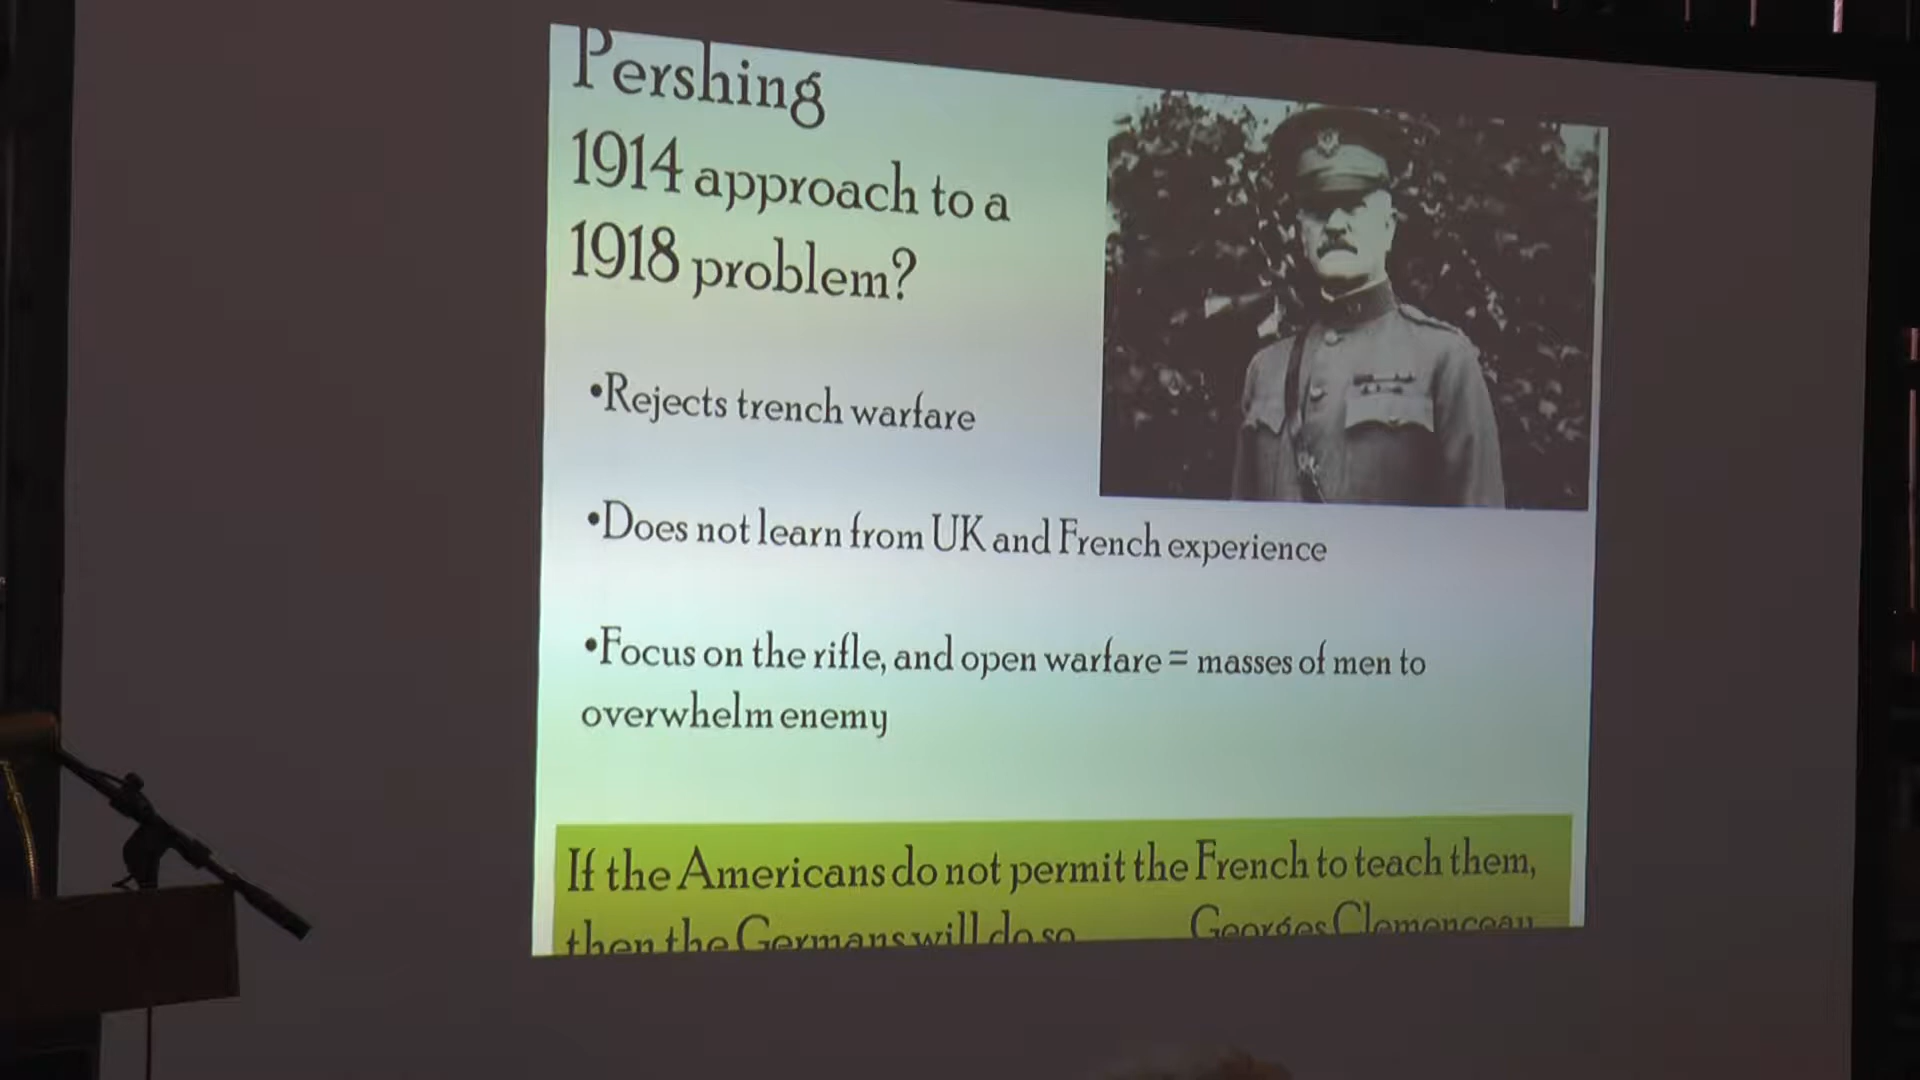 Pershing
1914 approach to a
1918 problem?
•Rejects trench warfare
•Does not learn from UK and French experience
•Focus on the rifle, and open warfare = masses of men to
overwhelm enemy
If the Americans do not permit the French to teach them,
then the Germans will do so Georges Clemenceau